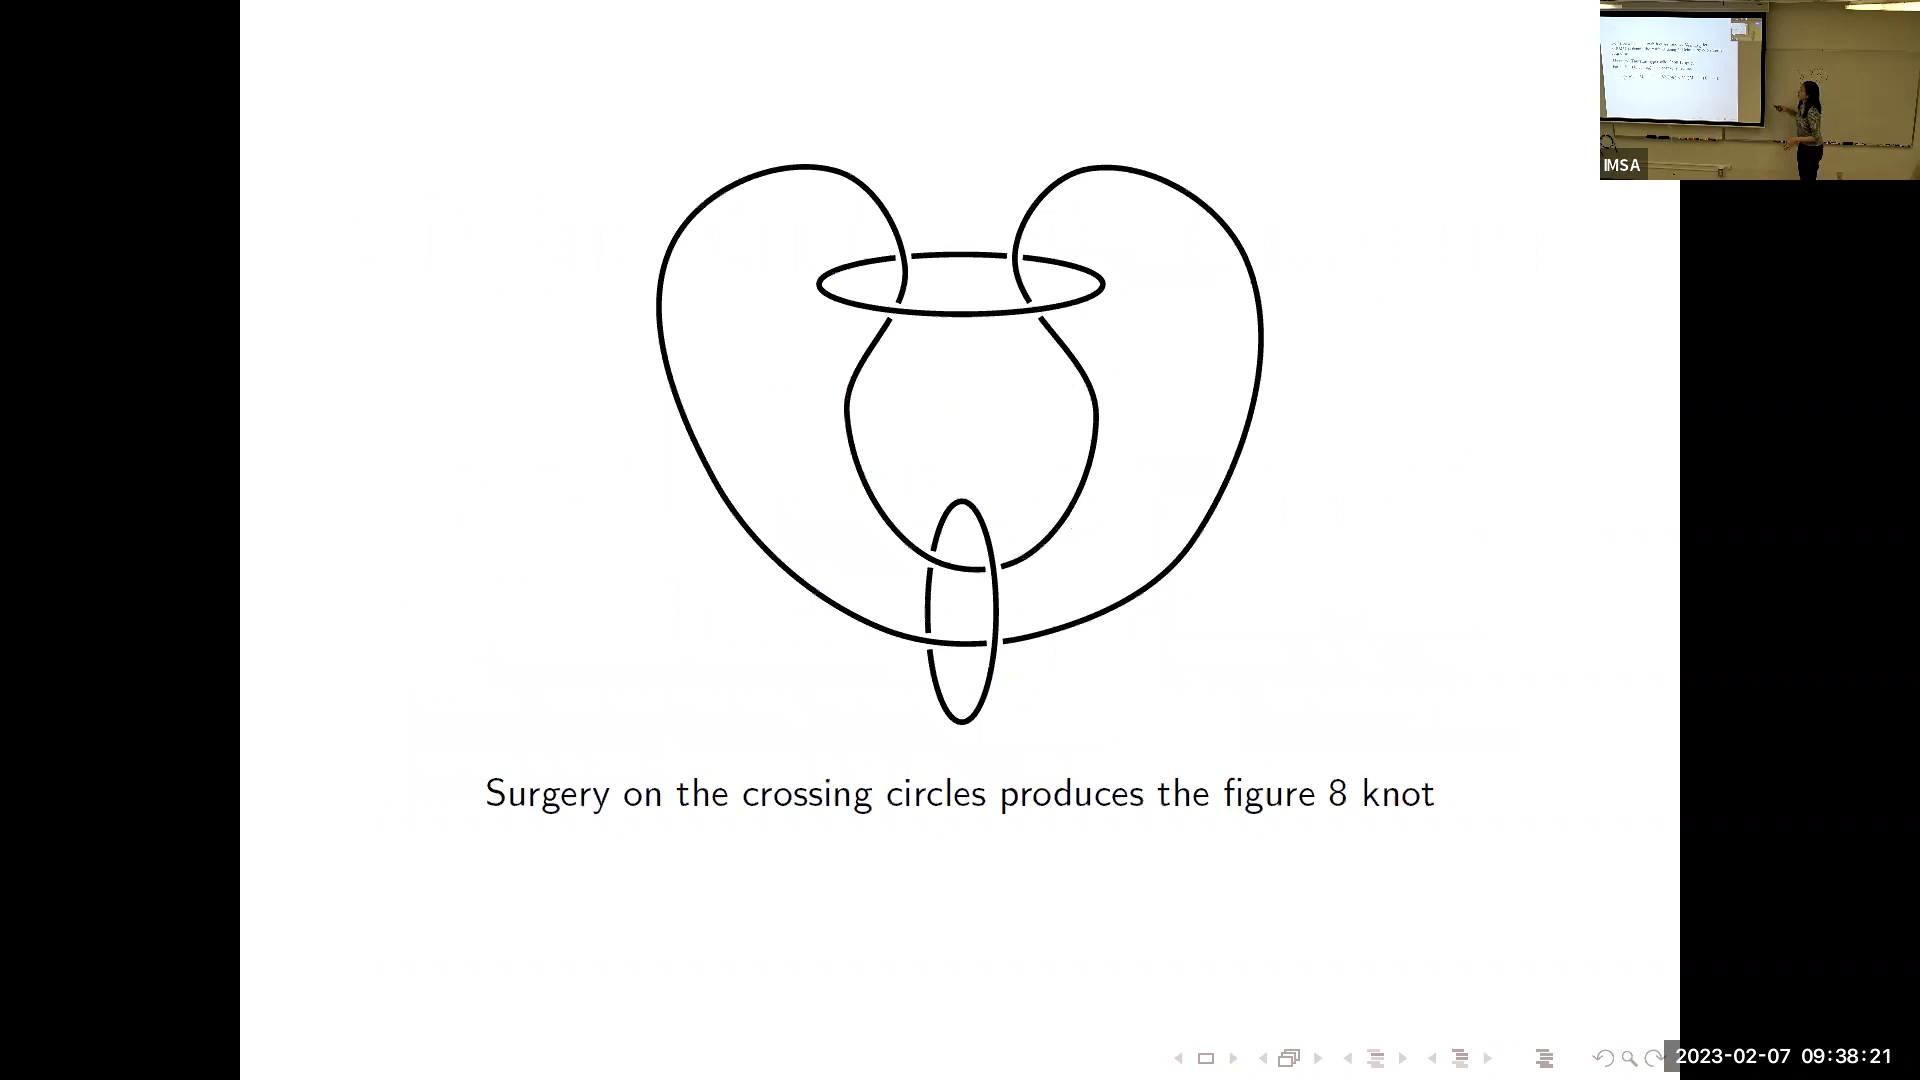 IMSA
Surgery on the crossing circles produces the figure 8 knot
2023-02-07 09:38:21